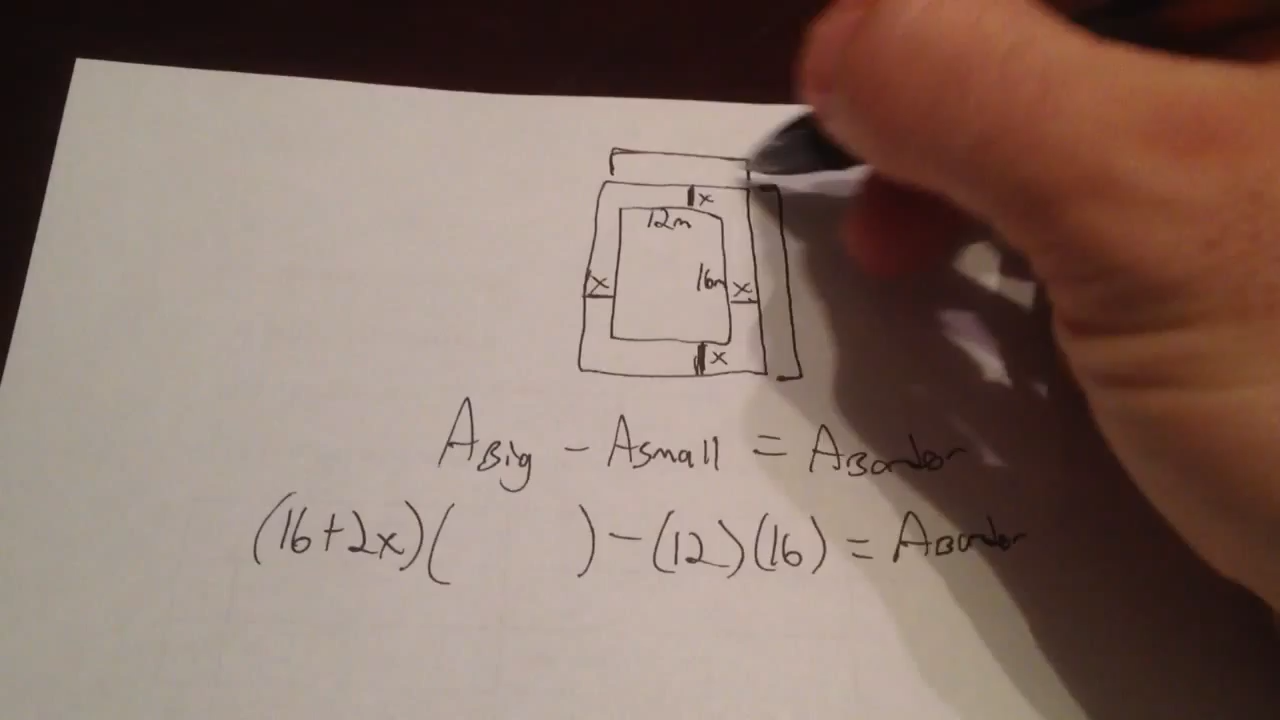 x
12m
x 16m x
x
ABig - Asmall = ABorder
(16+2x)( ) - (12)(16) = ABorder